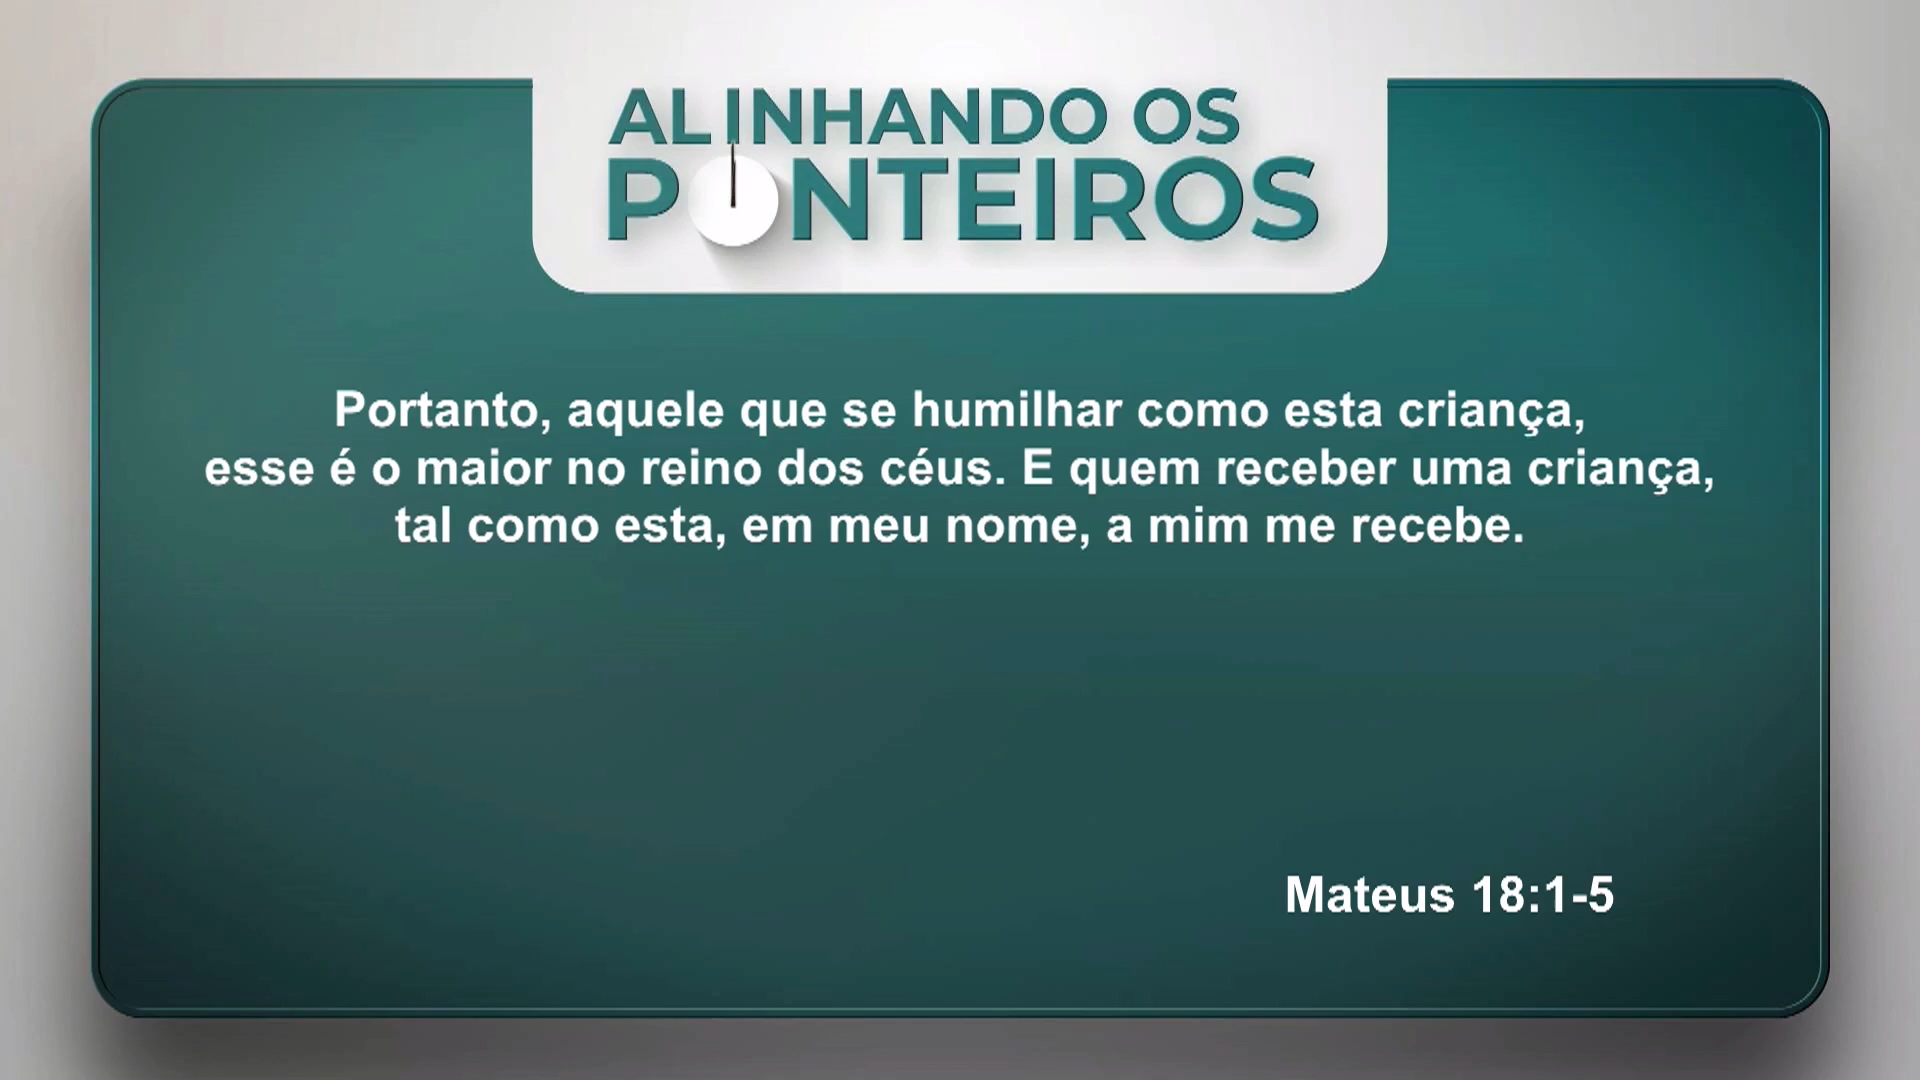 ALINHANDO OS
PONTEIROS
Portanto, aquele que se humilhar como esta criança,
esse é o maior no reino dos céus. E quem receber uma criança,
tal como esta, em meu nome, a mim me recebe.
Mateus 18:1-5